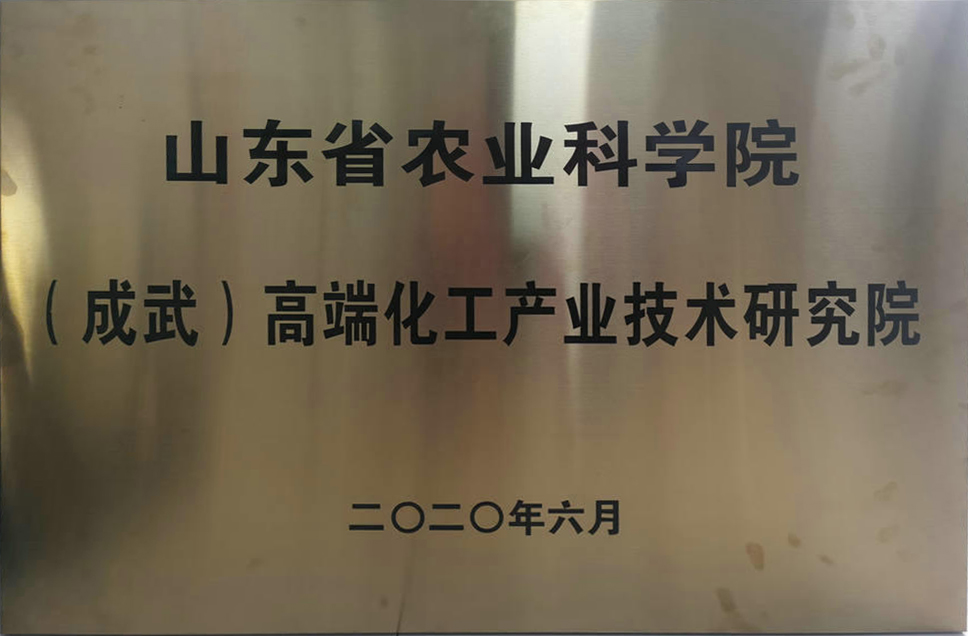 山东省农业科学院
（成武）高端化工产业技术研究院
二〇二〇年六月